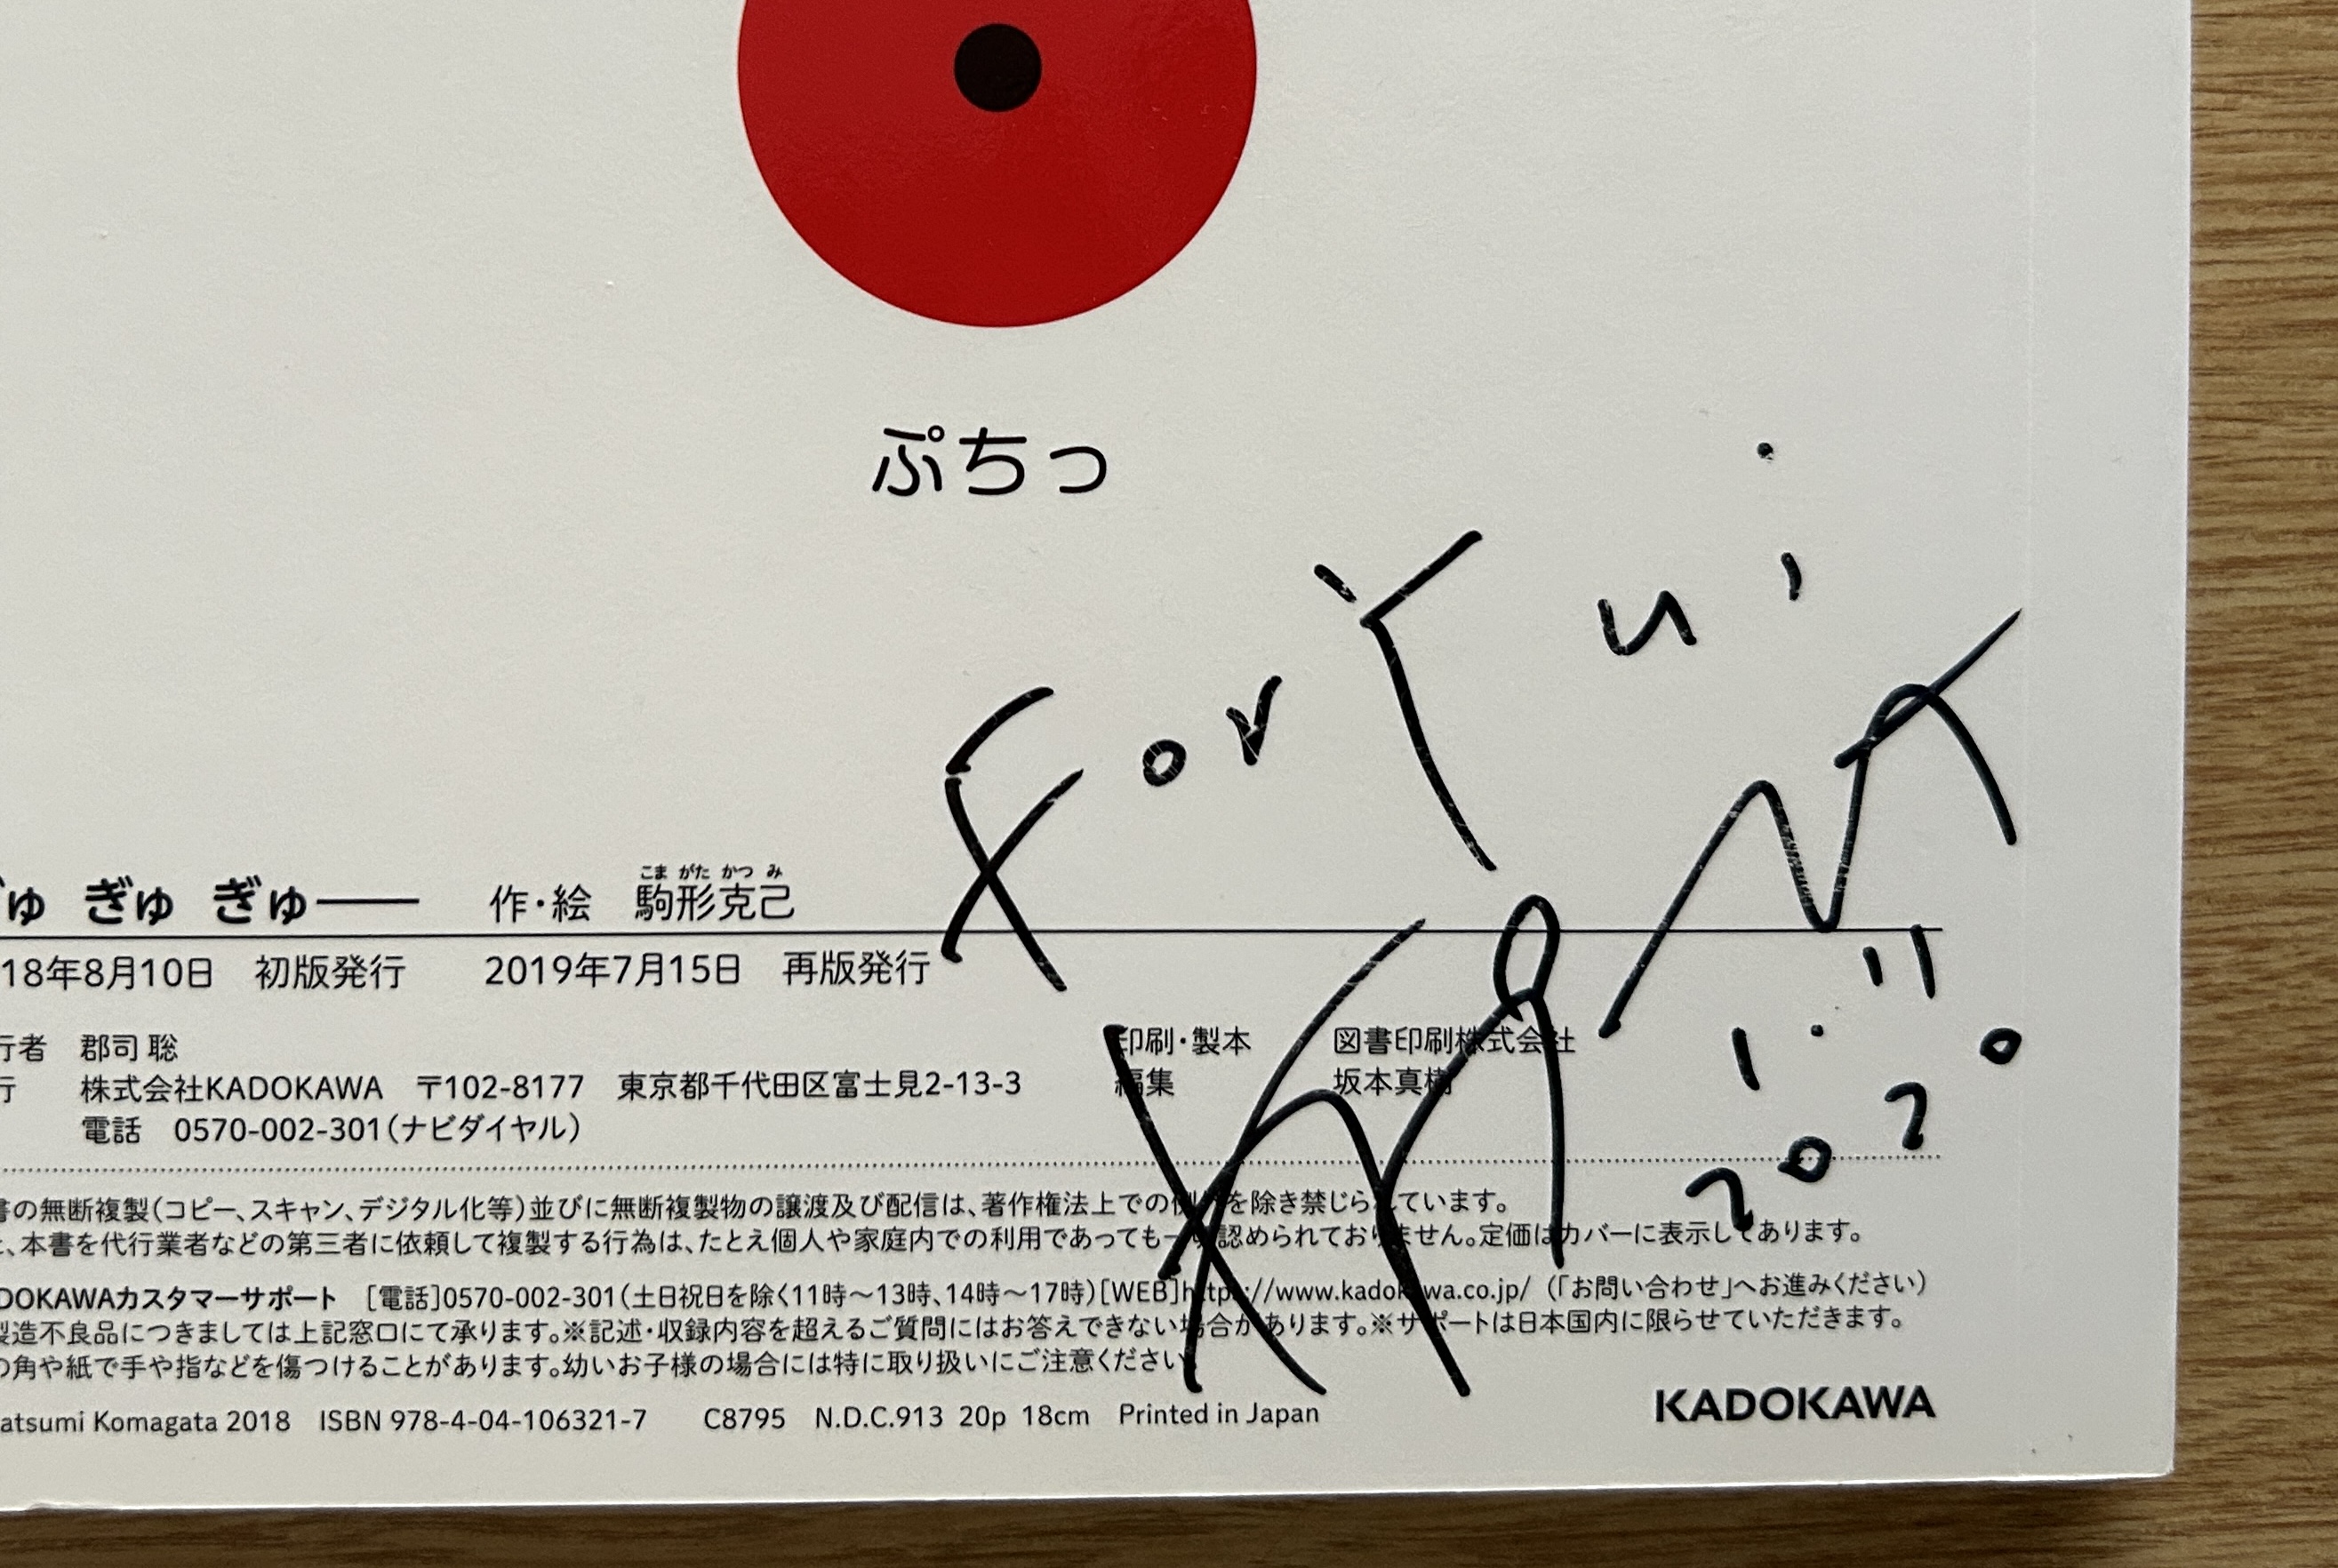 ぷちっ
For Tui
ぎゅ ぎゅー 作・絵 駒形克己
こまがたかつみ
18年8月10日 初版発行 2019年7月15日 再版発行
行者 郡司 聡 印刷・製本 図書印刷株式会社
行 株式会社KADOKAWA 〒102-8177 東京都千代田区富士見2-13-3 編集 坂本真樹
電話 0570-002-301(ナビダイヤル)
1.11
2020
書の無断複製(コピー、スキャン、デジタル化等)並びに無断複製物の譲渡及び配信は、著作権法上での例外を除き禁じられています。
、本書を代行業者などの第三者に依頼して複製する行為は、たとえ個人や家庭内での利用であっても一切認められておりません。定価はカバーに表示してあります。
DOKAWAカスタマーサポート [電話]0570-002-301(土日祝日を除く11時〜13時、14時〜17時)[WEB]https://www.kadokawa.co.jp/ (「お問い合わせ」へお進みください)
製造不良品につきましては上記窓口にて承ります。※記述・収録内容を超えるご質問にはお答えできない場合があります。※サポートは日本国内に限らせていただきます。
の角や紙で手や指などを傷つけることがあります。幼いお子様の場合には特に取り扱いにご注意ください。
atsumi Komagata 2018 ISBN 978-4-04-106321-7 C8795 N.D.C.913 20p 18cm Printed in Japan
KADOKAWA